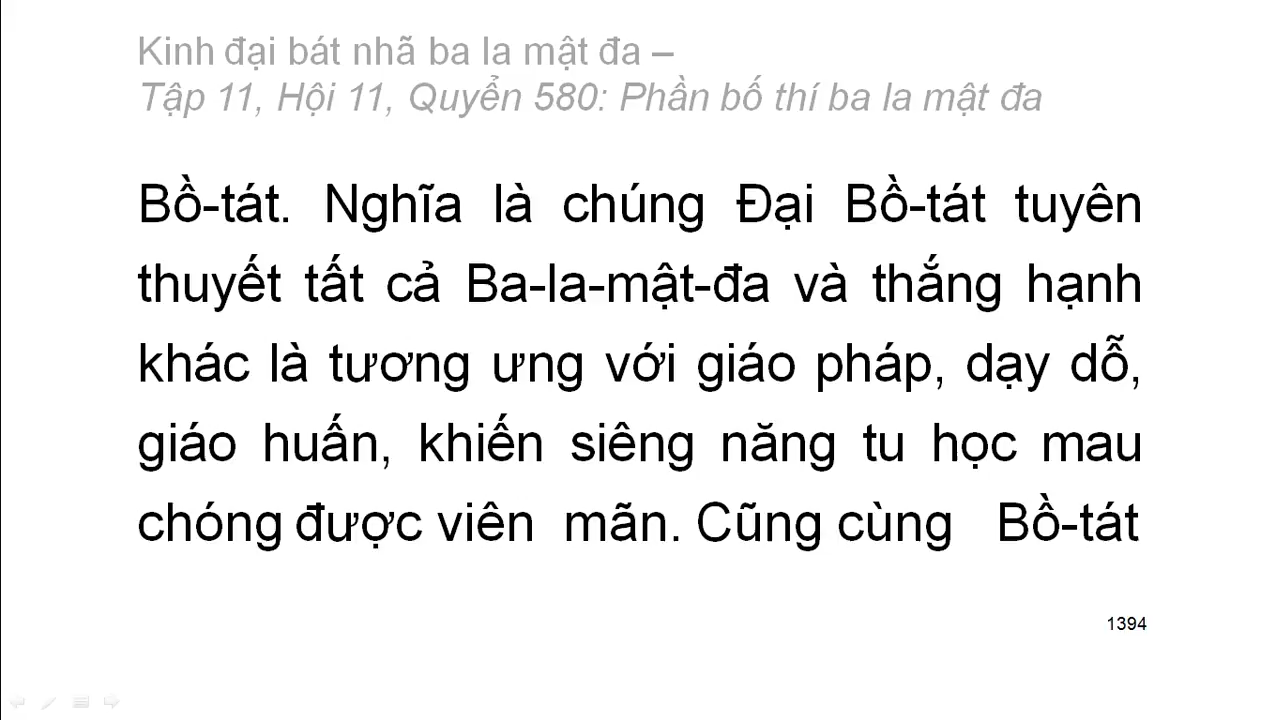 Kinh đại bát nhã ba la mật đa –
Tập 11, Hội 11, Quyển 580: Phần bố thí ba la mật đa
Bồ-tát. Nghĩa là chúng Đại Bồ-tát tuyên
thuyết tất cả Ba-la-mật-đa và thắng hạnh
khác là tương ưng với giáo pháp, dạy dỗ,
giáo huấn, khiến siêng năng tu học mau
chóng được viên mãn. Cũng cùng Bồ-tát
1394